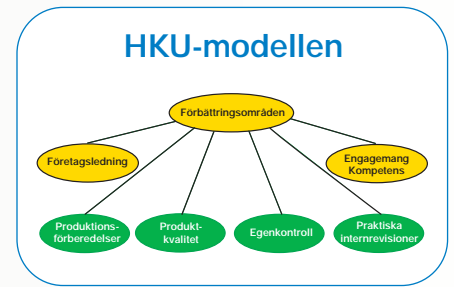 HKU-modellen
Förbättringsområden
Företagsledning
Engagemang
Kompetens
Produktions-
förberedelser
Produkt-
kvalitet
Egenkontroll
Praktiska
internrevisioner